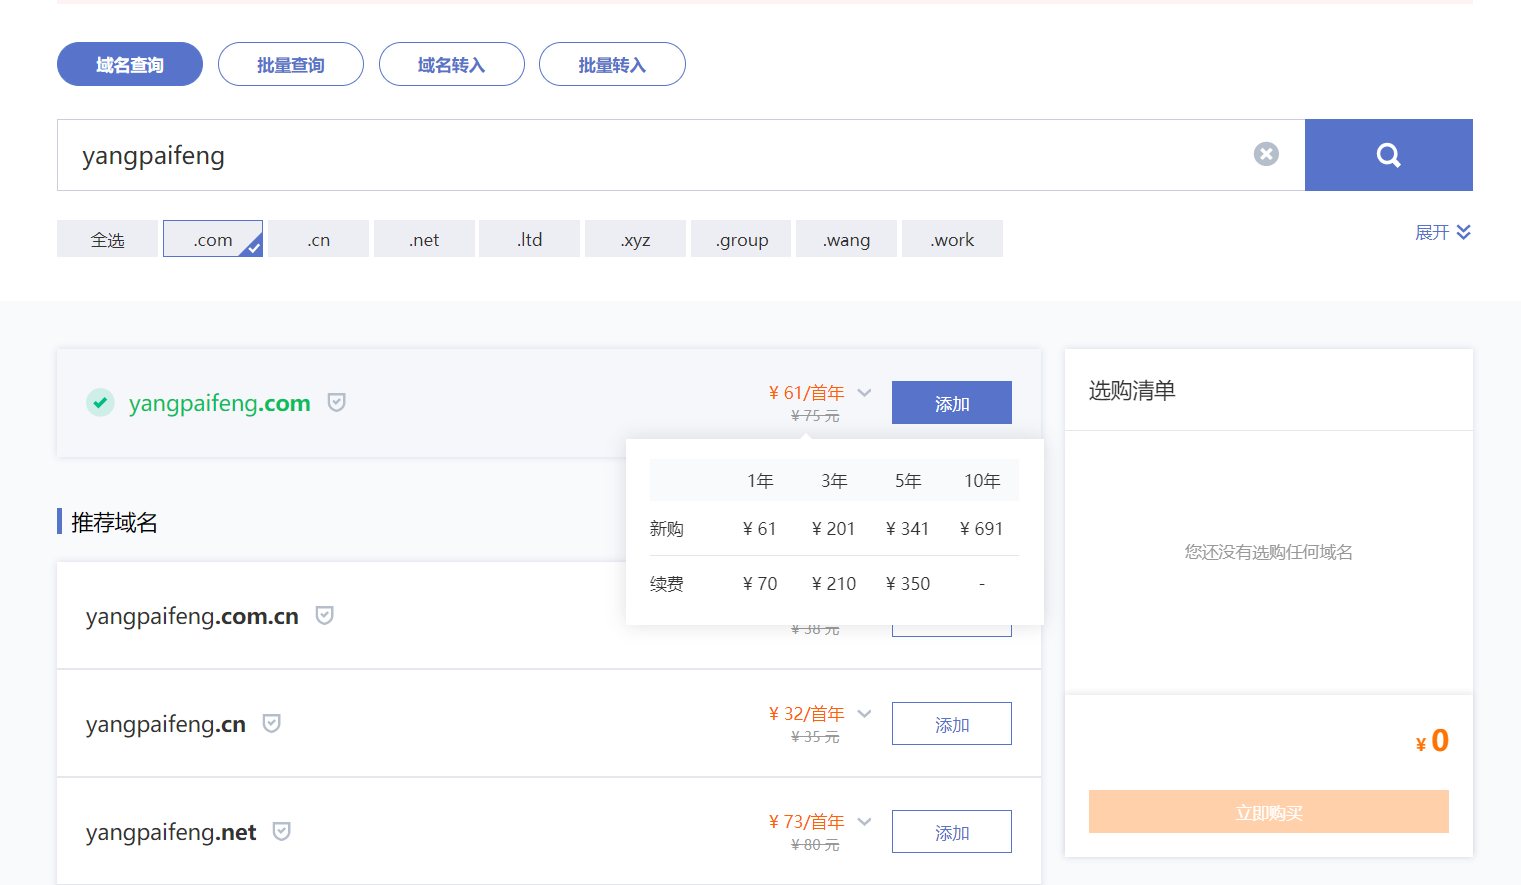 域名查询 批量查询 域名转入 批量转入
yangpaifeng
全选 .com .cn .net .ltd .xyz .group .wang .work 展开
yangpaifeng.com ¥ 61/首年 添加
¥ 75 元
1年 3年 5年 10年
新购 ¥ 61 ¥ 201 ¥ 341 ¥ 691
续费 ¥ 70 ¥ 210 ¥ 350 -
推荐域名
yangpaifeng.com.cn
¥ 38 元
yangpaifeng.cn ¥ 32/首年 添加
¥ 35 元
yangpaifeng.net ¥ 73/首年 添加
¥ 80 元
选购清单
您还没有选购任何域名
¥ 0
立即购买